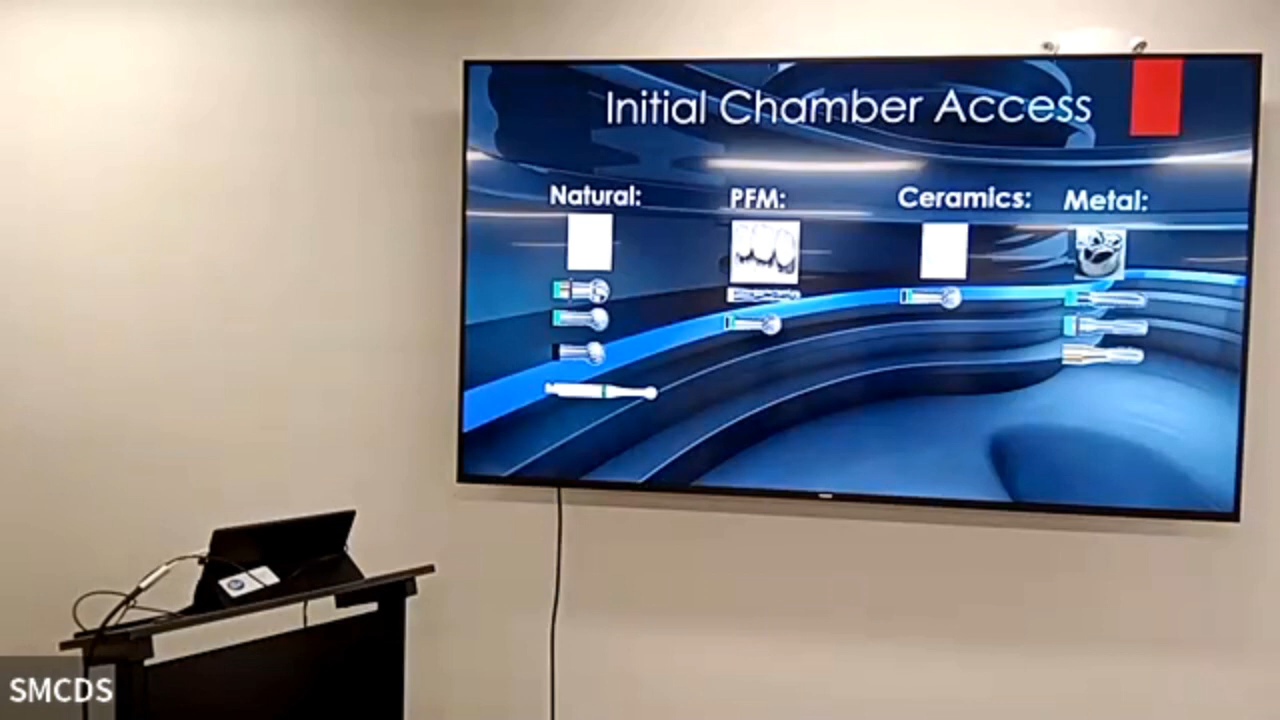 Initial Chamber Access
Natural:
PFM:
Ceramics:
Metal:
SMCDS